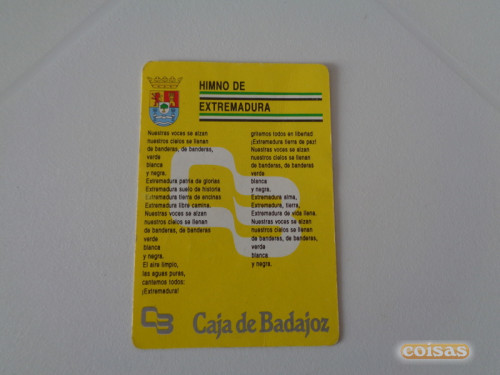 HIMNO DE
EXTREMADURA
Nuestras voces se alzan
nuestros cielos se llenan
de banderas, de banderas,
verde
blanca
y negra.
Extremadura patria de glorias
Extremadura suelo de historia
Extremadura tierra de encinas
Extremadura libre camina.
Nuestras voces se alzan
nuestros cielos se llenan
de banderas, de banderas
verde
blanca
y negra.
El aire limpio,
las aguas puras,
cantemos todos:
¡Extremadura!
gritemos todos en libertad
¡Extremadura tierra de paz!
Nuestras voces se alzan
nuestros cielos se llenan
de banderas, de banderas
verde
blanca
y negra.
Extremadura alma,
Extremadura, tierra,
Extremadura de vida llena.
Nuestras voces se alzan
nuestros cielos se llenan
de banderas, de banderas,
verde
blanca
y negra.
CB Caja de Badajoz
coisas